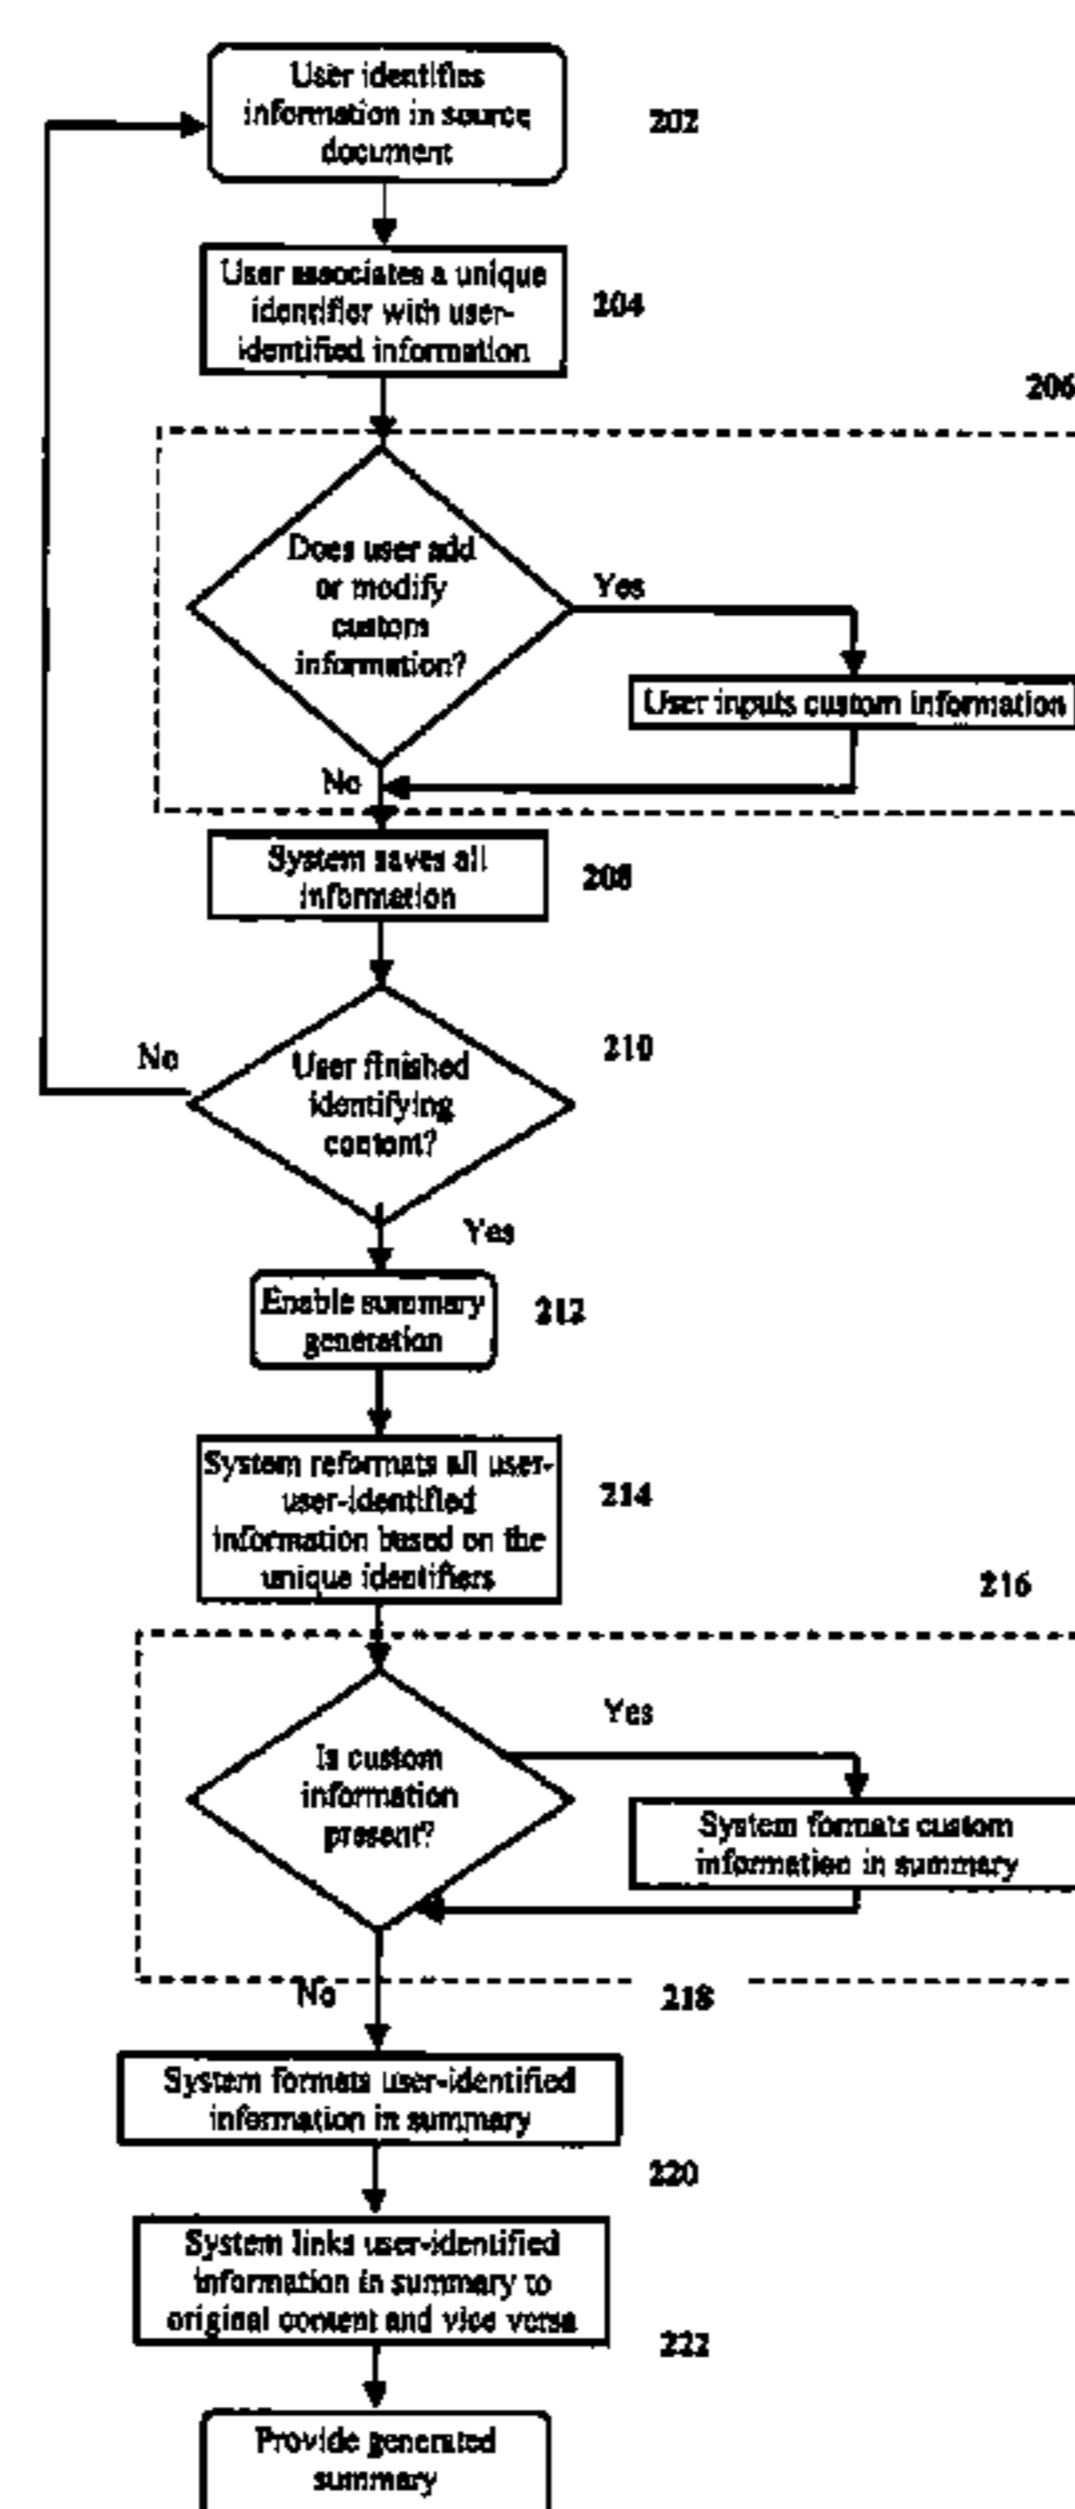 User identifies
information in source
document
202
User associates a unique
identifier with user-
identified information
204
206
Does user add
or modify
custom
information?
Yes
User inputs custom information
No
System saves all
information
208
User finished
identifying
content?
210
No
Yes
Enable summary
generation
212
System reformats all user-
user-identified
information based on the
unique identifiers
214
216
Is custom
information
present?
Yes
System formats custom
information in summary
No
218
System formats user-identified
information in summary
220
System links user-identified
information in summary to
original content and vice versa
222
Provide generated
summary